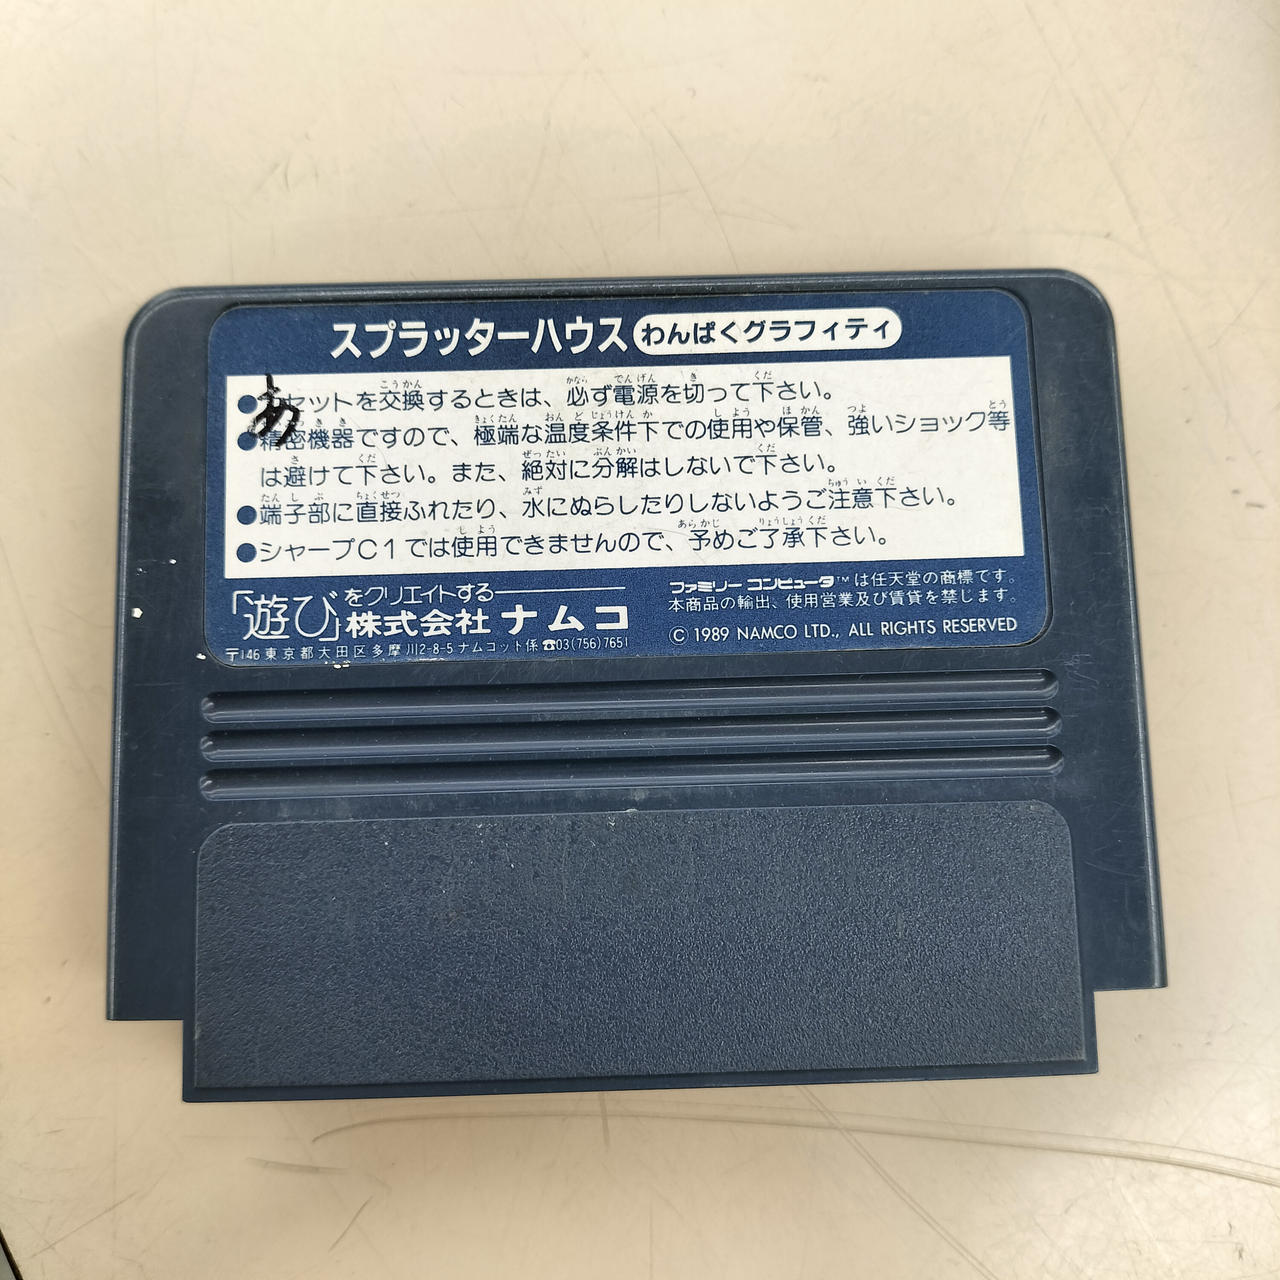 スプラッターハウス わんぱくグラフィティ
あ
●セットを交換するときは、必ず電源を切って下さい。
●精密機器ですので、極端な温度条件下での使用や保管、強いショック等
は避けて下さい。また、絶対に分解はしないで下さい。
●端子部に直接ふれたり、水にぬらしたりしないようご注意下さい。
●シャープC1では使用できませんので、予めご了承下さい。
「遊び」をクリエイトする
株式会社 ナムコ
〒146 東京都大田区多摩川2-8-5 ナムコット係 ☎03(756)7651
ファミリーコンピュータ™は任天堂の商標です。
本商品の輸出、使用営業及び賃貸を禁じます。
© 1989 NAMCO LTD., ALL RIGHTS RESERVED